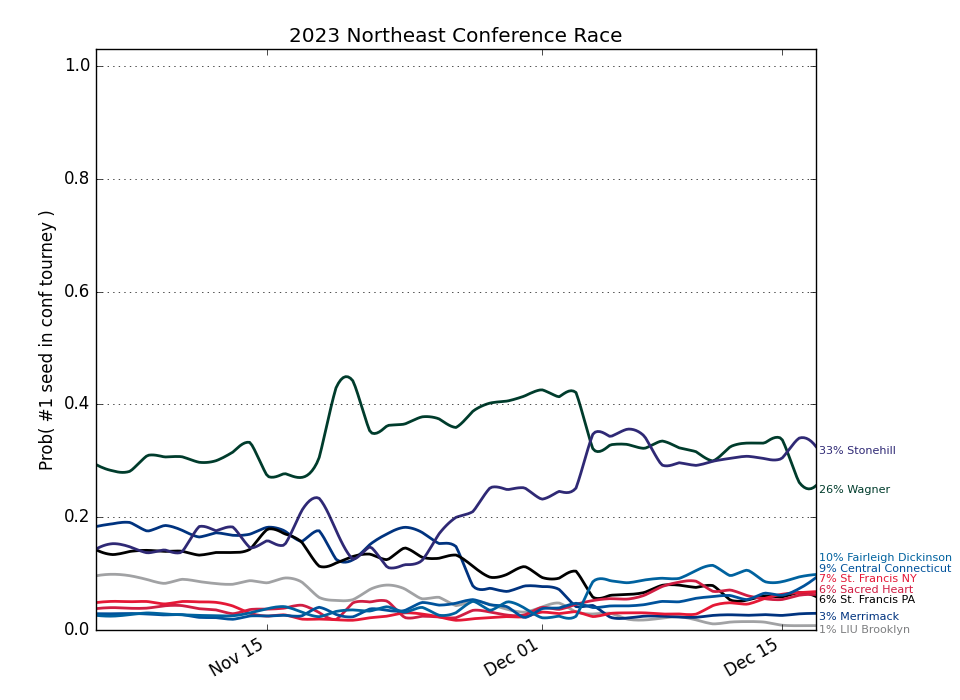 2023 Northeast Conference Race
Prob( #1 seed in conf tourney )
1.0
0.8
0.6
0.4
0.2
0.0
Nov 15
Dec 01
Dec 15
33% Stonehill
26% Wagner
10% Fairleigh Dickinson
9% Central Connecticut
7% St. Francis NY
6% Sacred Heart
6% St. Francis PA
3% Merrimack
1% LIU Brooklyn